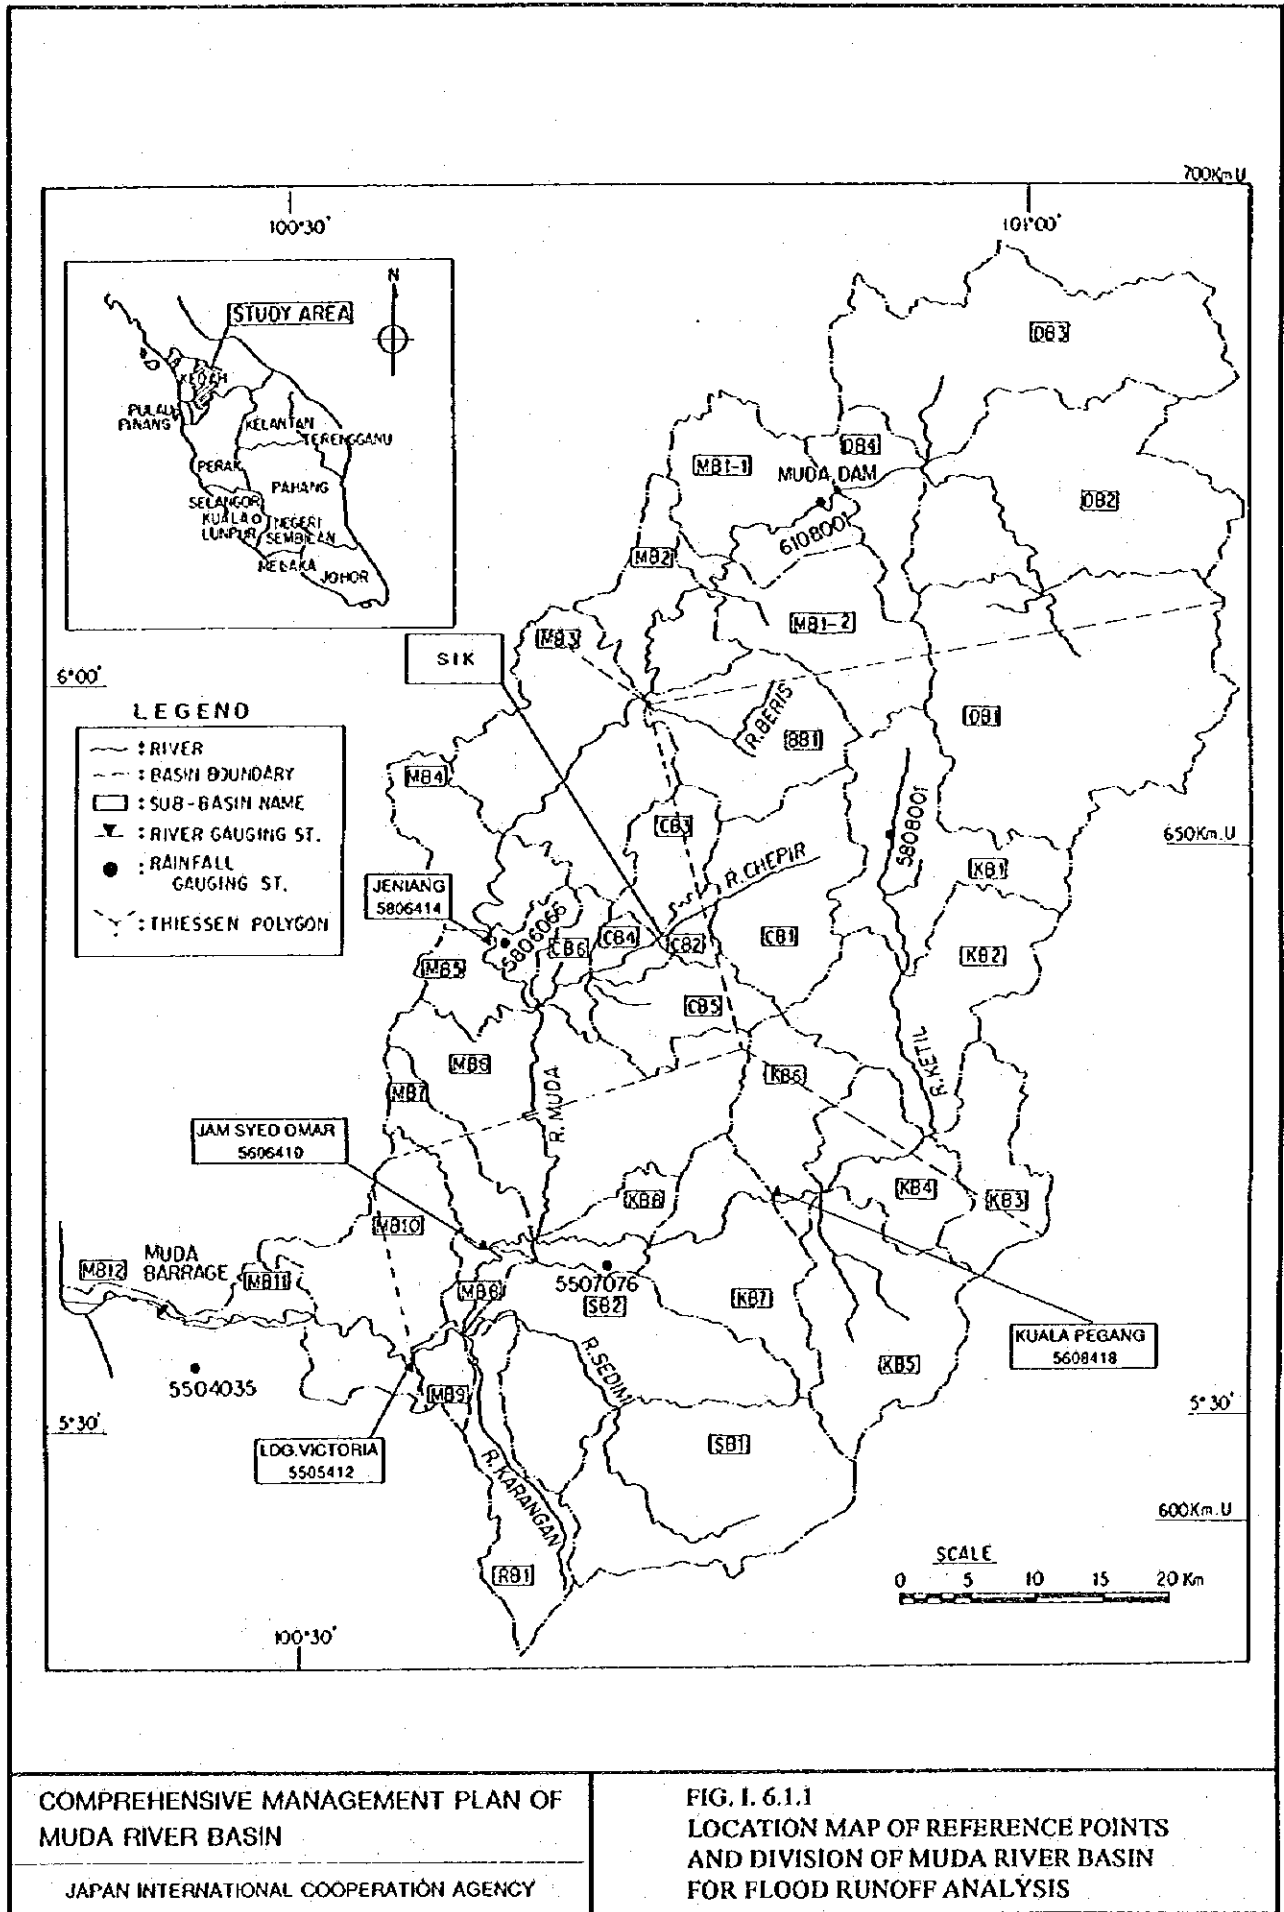 700Km U
100°30'
101°00'
N
STUDY AREA
KEDAH
PULAU
PINANG
KELANTAN
TERENGGANU
PERAK
PAHANG
SELANGOR
KUALA
LUNPUR
NEGERI
SEMBILAN
MELAKA
JOHOR
DB3
DB4
MB1-1
MUDA DAM
DB2
6108001
MB2
MB1-2
MB3
SIK
6°00'
R.BERIS
BB1
DB1
LEGEND
: RIVER
: BASIN BOUNDARY
: SUB-BASIN NAME
: RIVER GAUGING ST.
: RAINFALL
GAUGING ST.
: THIESSEN POLYGON
MB4
CB3
5808001
650Km.U
R.CHEPIR
KB1
JENIANG
5806414
5806066
CB6
CB4
CB2
CB1
KB2
MB5
CB5
MB6
R.KETIL
KB6
MB7
R. MUDA
JAM SYED OMAR
5606410
KB8
KB4
KB3
MB10
MUDA
BARRAGE
MB12
MB11
MB8
5507076
SB2
KB7
KUALA PEGANG
5608418
R.SEDIM
KB5
5504035
MB9
5°30'
5°30'
LDG.VICTORIA
5505412
SB1
R. KARANGAN
600Km.U
RB1
SCALE
0 5 10 15 20 Km
100°30'
COMPREHENSIVE MANAGEMENT PLAN OF
MUDA RIVER BASIN
JAPAN INTERNATIONAL COOPERATION AGENCY
FIG. I. 6.1.1
LOCATION MAP OF REFERENCE POINTS
AND DIVISION OF MUDA RIVER BASIN
FOR FLOOD RUNOFF ANALYSIS